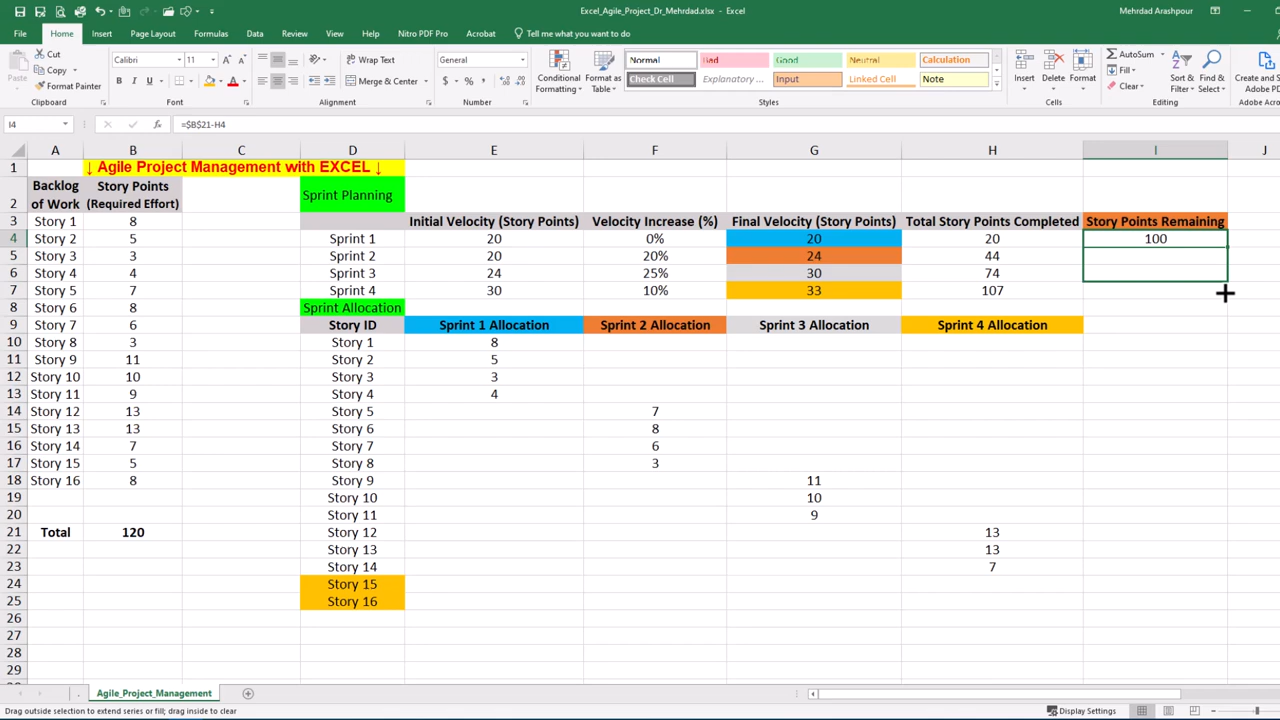 Excel_Agile_Project_Dr_Mehrdad.xlsx - Excel
Mehrdad Arashpour
File Home Insert Page Layout Formulas Data Review View Help Nitro PDF Pro Acrobat Tell me what you want to do
Paste
Cut
Copy
Format Painter
Clipboard
Calibri 11
B I U
Font
Wrap Text
Merge & Center
Alignment
General
$ % ,
Number
Conditional Formatting
Format as Table
Normal Bad Good Neutral Calculation
Check Cell Explanatory ... Input Linked Cell Note
Styles
Insert Delete Format
Cells
AutoSum
Fill
Clear
Sort & Filter
Find & Select
Editing
Create and S
Adobe PD
Adobe Acro
I4 fx =$B$21-H4
A B C D E F G H I J
1 ↓ Agile Project Management with EXCEL ↓
2 Backlog of Work Story Points (Required Effort) Sprint Planning
3 Story 1 8 Initial Velocity (Story Points) Velocity Increase (%) Final Velocity (Story Points) Total Story Points Completed Story Points Remaining
4 Story 2 5 Sprint 1 20 0% 20 20 100
5 Story 3 3 Sprint 2 20 20% 24 44
6 Story 4 4 Sprint 3 24 25% 30 74
7 Story 5 7 Sprint 4 30 10% 33 107
8 Story 6 8 Sprint Allocation
9 Story 7 6 Story ID Sprint 1 Allocation Sprint 2 Allocation Sprint 3 Allocation Sprint 4 Allocation
10 Story 8 3 Story 1 8
11 Story 9 11 Story 2 5
12 Story 10 10 Story 3 3
13 Story 11 9 Story 4 4
14 Story 12 13 Story 5 7
15 Story 13 13 Story 6 8
16 Story 14 7 Story 7 6
17 Story 15 5 Story 8 3
18 Story 16 8 Story 9 11
19 Story 10 10
20 Story 11 9
21 Total 120 Story 12 13
22 Story 13 13
23 Story 14 7
24 Story 15
25 Story 16
26
27
28
29
Agile_Project_Management
Drag outside selection to extend series or fill; drag inside to clear
Display Settings